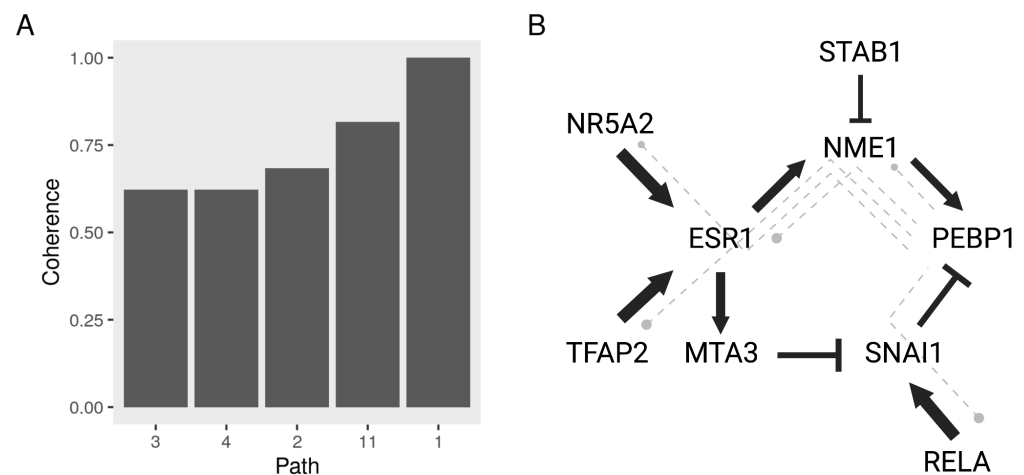 A
Coherence
1.00
0.75
0.50
0.25
0.00
3 4 2 11 1
Path
B
STAB1
NR5A2
NME1
ESR1
PEBP1
TFAP2
MTA3
SNAI1
RELA